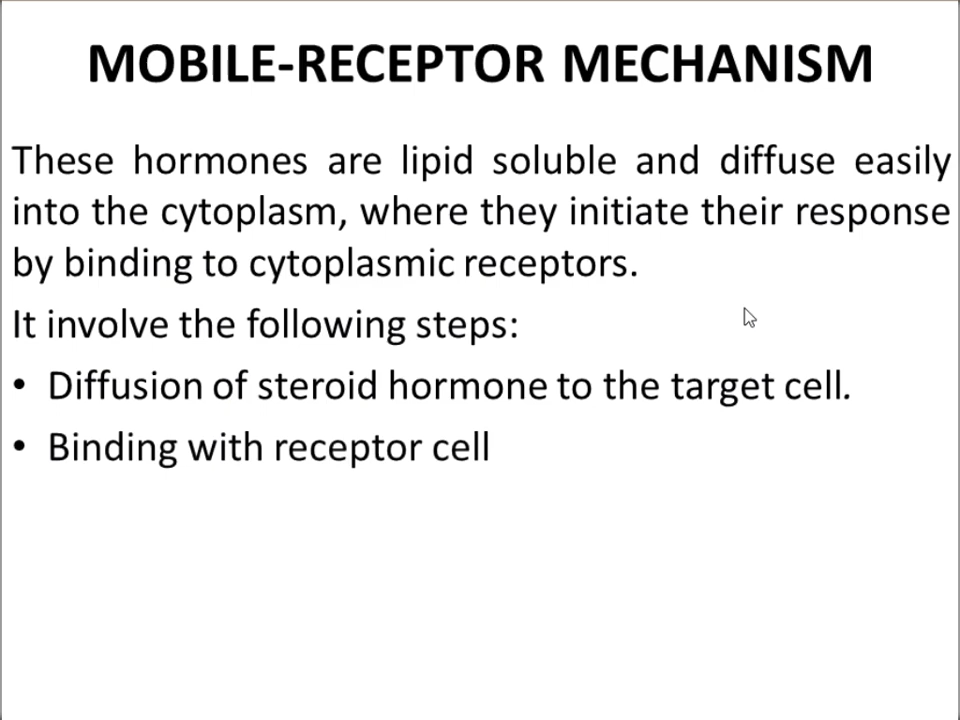 MOBILE-RECEPTOR MECHANISM
These hormones are lipid soluble and diffuse easily
into the cytoplasm, where they initiate their response
by binding to cytoplasmic receptors.
It involve the following steps:
• Diffusion of steroid hormone to the target cell.
• Binding with receptor cell